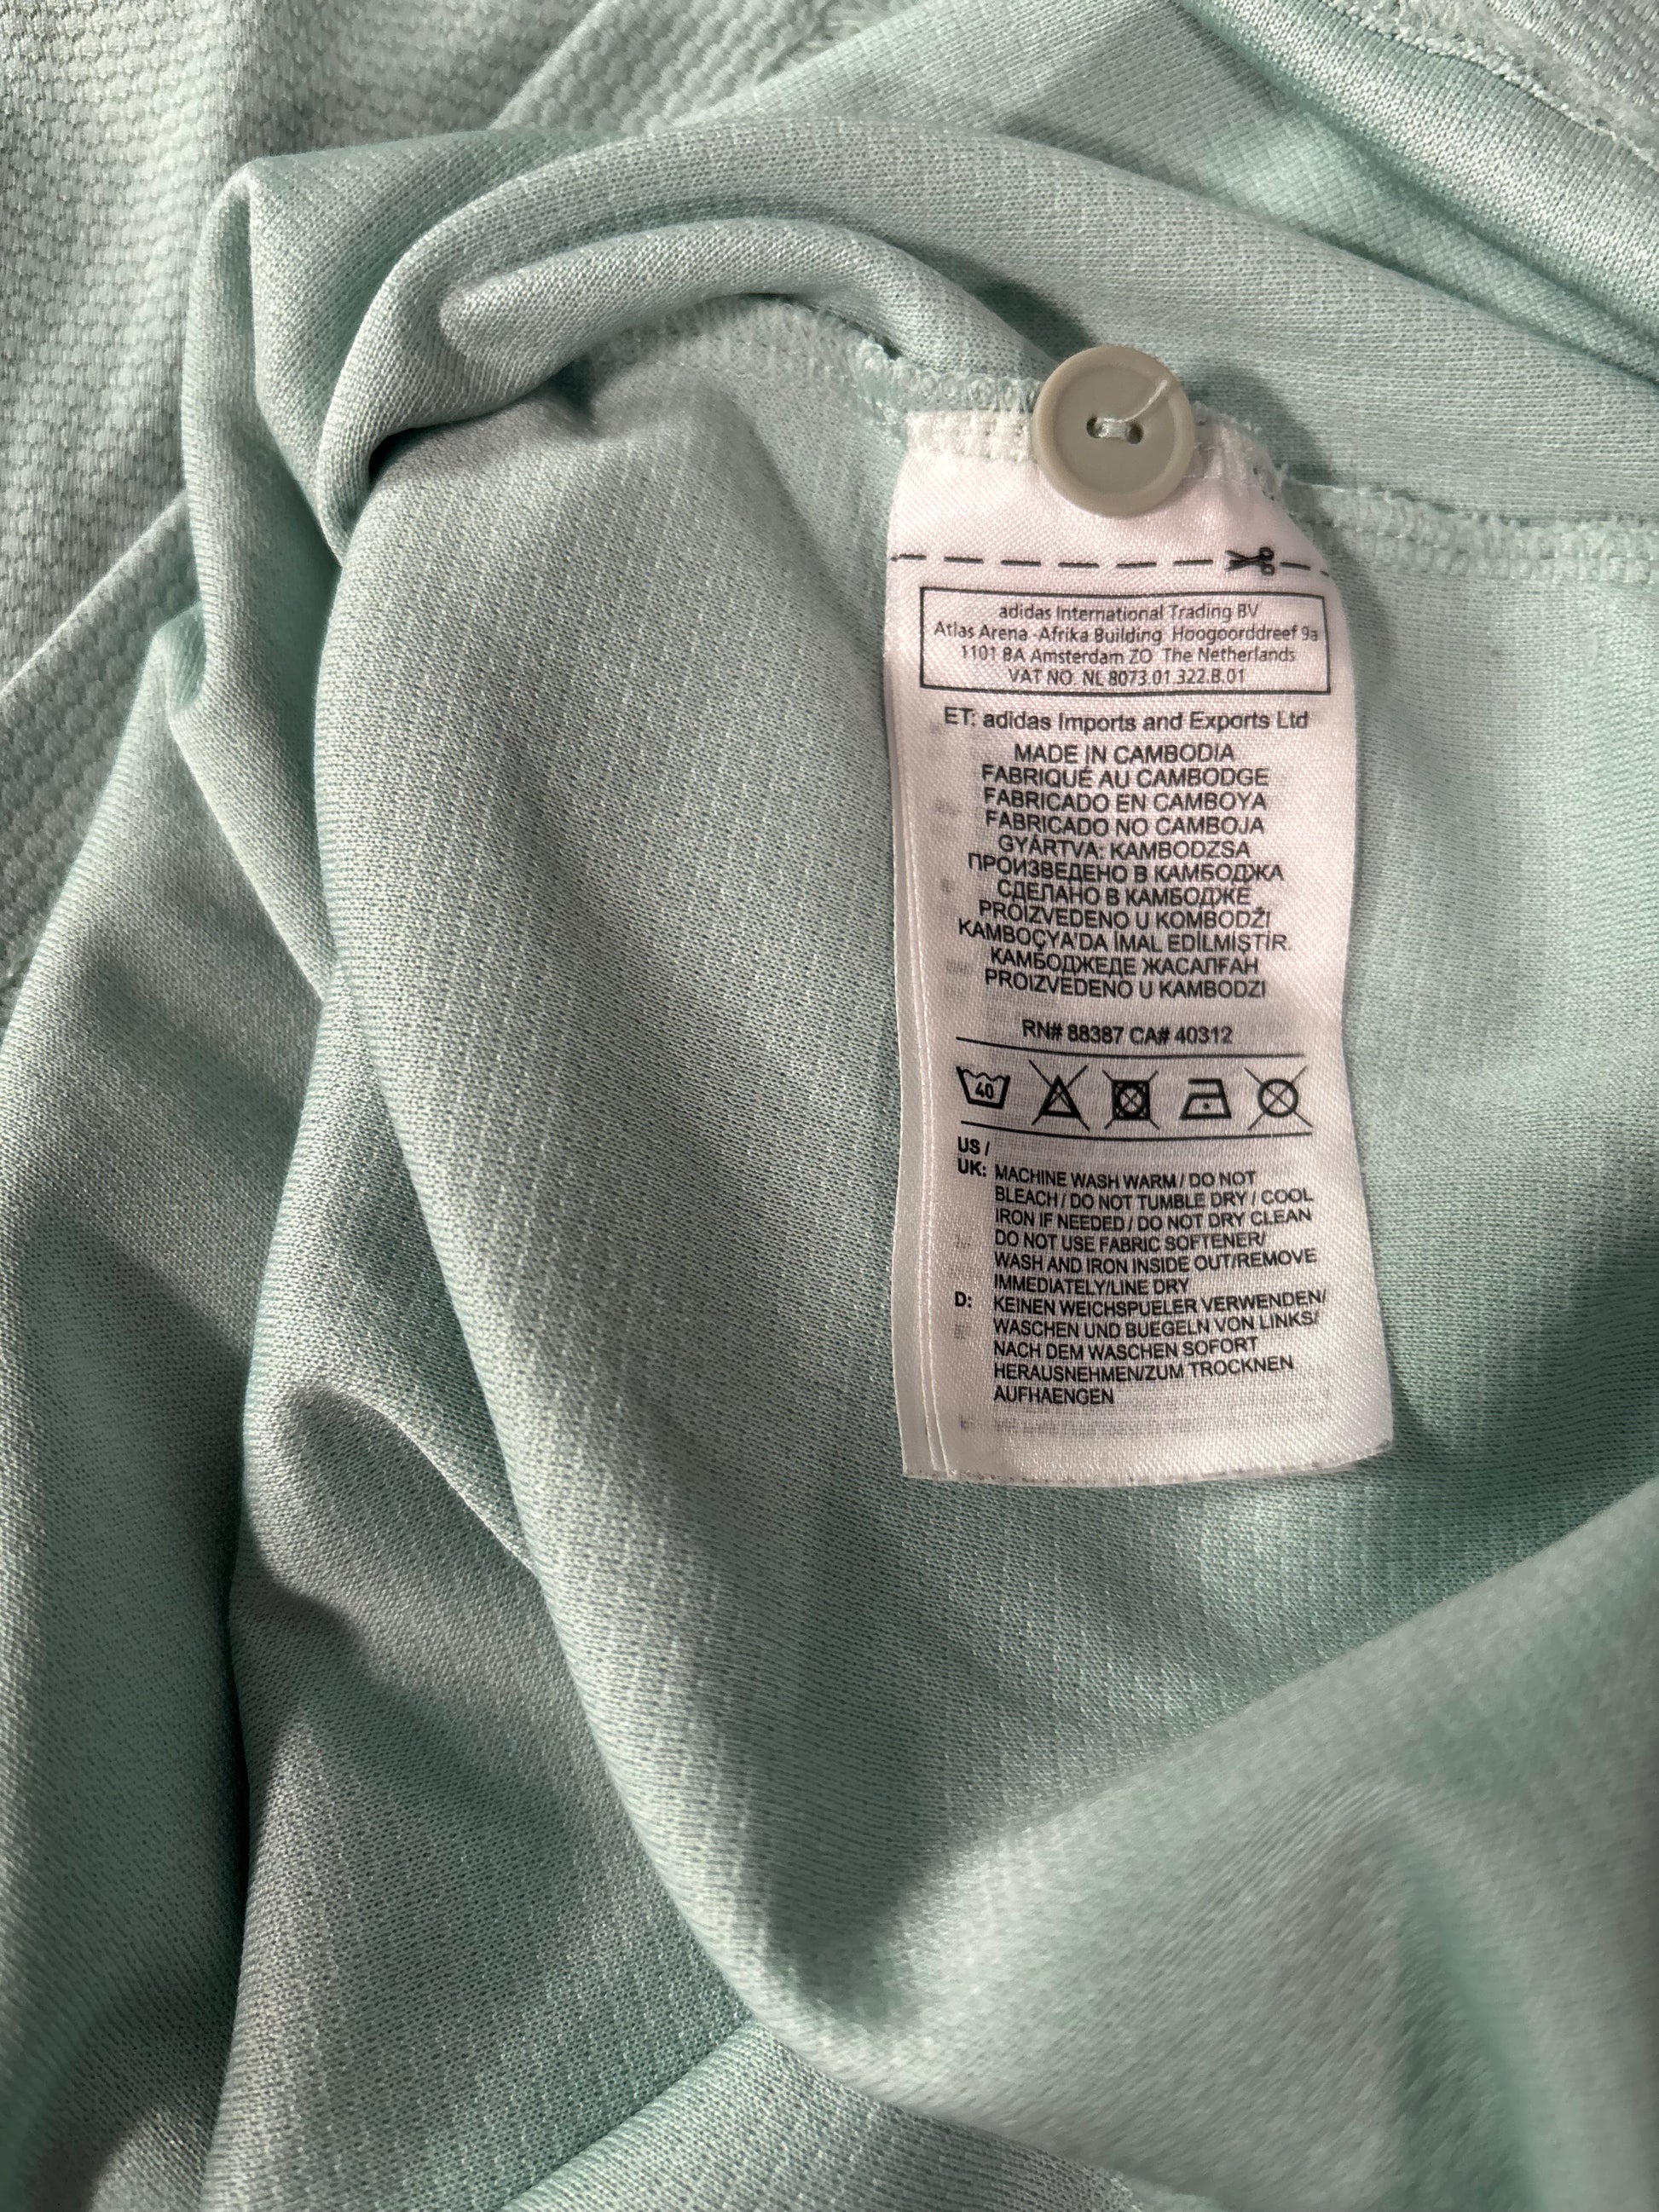 adidas International Trading BV
Atlas Arena -Afrika Building Hoogoorddreef 9a
1101 BA Amsterdam ZO The Netherlands
VAT NO. NL 8073.01.322.B.01
ET: adidas Imports and Exports Ltd
MADE IN CAMBODIA
FABRIQUÉ AU CAMBODGE
FABRICADO EN CAMBOYA
FABRICADO NO CAMBOJA
GYÁRTVA: KAMBODZSA
ПРОИЗВЕДЕНО В КАМБОДЖА
СДЕЛАНО В КАМБОДЖЕ
PROIZVEDENO U KOMBODŽI
KAMBOÇYA'DA İMAL EDİLMİŞTİR.
КАМБОДЖЕДЕ ЖАСАЛҒАН
PROIZVEDENO U KAMBODZI
RN# 88387 CA# 40312
40
US /
UK: MACHINE WASH WARM / DO NOT
BLEACH / DO NOT TUMBLE DRY / COOL
IRON IF NEEDED / DO NOT DRY CLEAN
DO NOT USE FABRIC SOFTENER/
WASH AND IRON INSIDE OUT/REMOVE
IMMEDIATELY/LINE DRY
D: KEINEN WEICHSPUELER VERWENDEN/
WASCHEN UND BUEGELN VON LINKS/
NACH DEM WASCHEN SOFORT
HERAUSNEHMEN/ZUM TROCKNEN
AUFHAENGEN